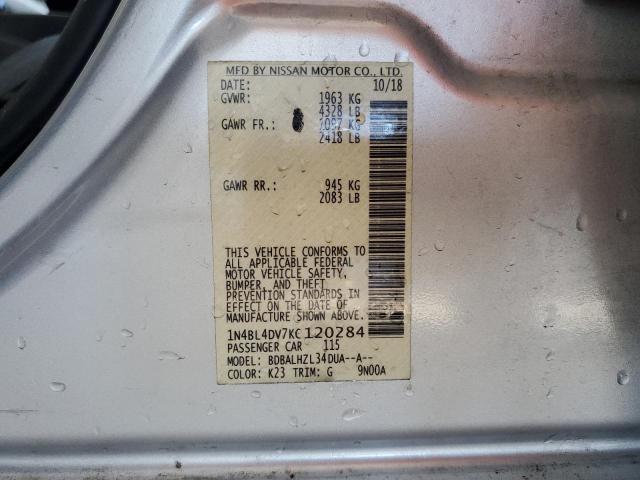 MFD BY NISSAN MOTOR CO., LTD.
DATE: 10/18
GVWR: 1963 KG
4328 LB
GAWR FR.: 1097 KG
2418 LB
GAWR RR.: 945 KG
2083 LB
THIS VEHICLE CONFORMS TO
ALL APPLICABLE FEDERAL
MOTOR VEHICLE SAFETY,
BUMPER, AND THEFT
PREVENTION STANDARDS IN
EFFECT ON THE DATE OF
MANUFACTURE SHOWN ABOVE.
1N4BL4DV7KC120284
PASSENGER CAR 115
MODEL: BDBALHZL34DUA--A--
COLOR: K23 TRIM: G 9N00A